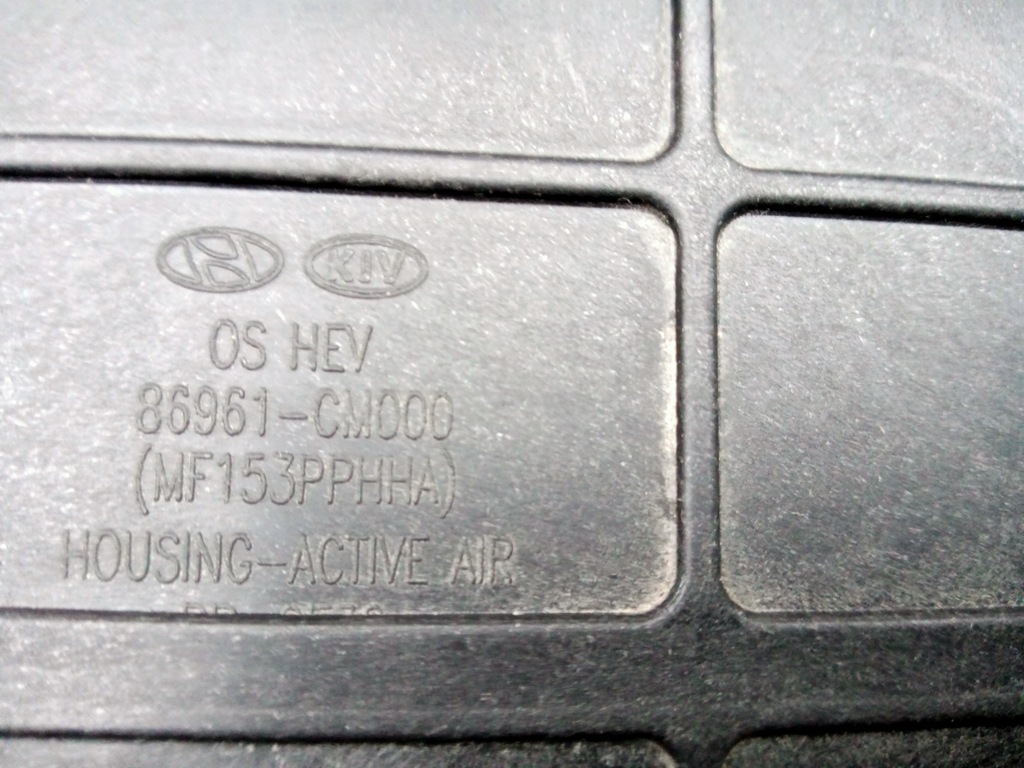 KIA
OS HEV
86961-CM000
(MF153PPHHA)
HOUSING-ACTIVE AIR